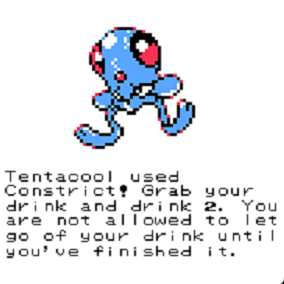 Tentacool used
Constrict! Grab your
drink and drink 2. You
are not allowed to let
go of your drink until
you've finished it.